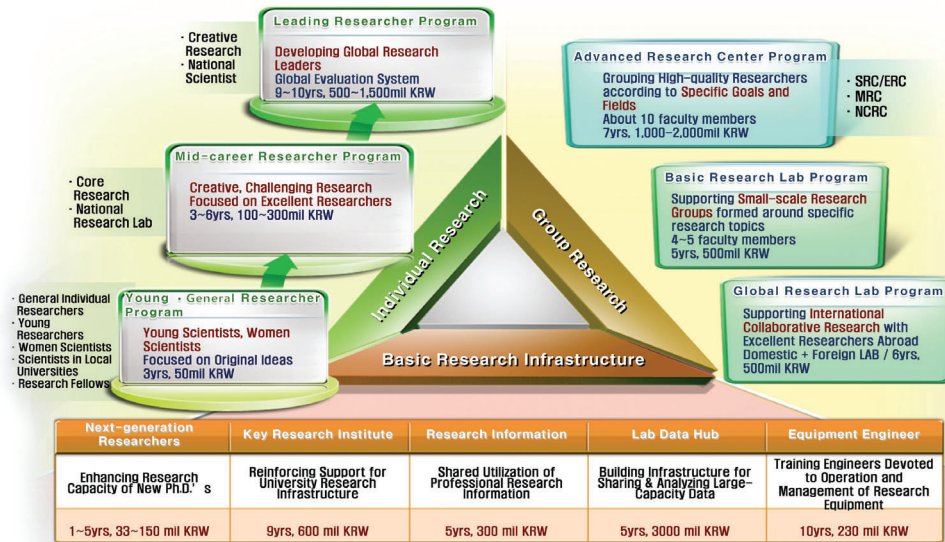 Leading Researcher Program
· Creative
Research
· National
Scientist
Developing Global Research
Leaders
Global Evaluation System
9~10yrs, 500~1,500mil KRW
Mid-career Researcher Program
· Core
Research
· National
Research Lab
Creative, Challenging Research
Focused on Excellent Researchers
3~6yrs, 100~300mil KRW
Young · General Researcher
Program
· General Individual
Researchers
· Young
Researchers
· Women Scientists
· Scientists in Local
Universities
· Research Fellows
Young Scientists, Women
Scientists
Focused on Original Ideas
3yrs, 50mil KRW
Individual Research
Group Research
Basic Research Infrastructure
Advanced Research Center Program
Grouping High-quality Researchers
according to Specific Goals and
Fields
About 10 faculty members
7yrs, 1,000-2,000mil KRW
· SRC/ERC
· MRC
· NCRC
Basic Research Lab Program
Supporting Small-scale Research
Groups formed around specific
research topics
4~5 faculty members
5yrs, 500mil KRW
Global Research Lab Program
Supporting International
Collaborative Research with
Excellent Researchers Abroad
Domestic + Foreign LAB / 6yrs,
500mil KRW
Next-generation
Researchers
Key Research Institute
Research Information
Lab Data Hub
Equipment Engineer
Enhancing Research
Capacity of New Ph.D.' s
Reinforcing Support for
University Research
Infrastructure
Shared Utilization of
Professional Research
Information
Building Infrastructure for
Sharing & Analyzing Large-
Capacity Data
Training Engineers Devoted
to Operation and
Management of Research
Equipment
1~5yrs, 33~150 mil KRW
9yrs, 600 mil KRW
5yrs, 300 mil KRW
5yrs, 3000 mil KRW
10yrs, 230 mil KRW